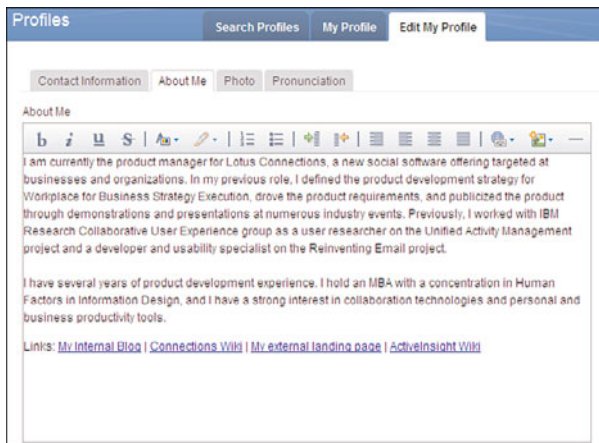 Profiles
Search Profiles My Profile Edit My Profile
Contact Information About Me Photo Pronunciation
About Me
b i u S
I am currently the product manager for Lotus Connections, a new social software offering targeted at
businesses and organizations. In my previous role, I defined the product development strategy for
Workplace for Business Strategy Execution, drove the product requirements, and publicized the product
through demonstrations and presentations at numerous industry events. Previously, I worked with IBM
Research Collaborative User Experience group as a user researcher on the Unified Activity Management
project and a developer and usability specialist on the Reinventing Email project.
I have several years of product development experience. I hold an MBA with a concentration in Human
Factors in Information Design, and I have a strong interest in collaboration technologies and personal and
business productivity tools.
Links: My Internal Blog | Connections Wiki | My external landing page | ActiveInsight Wiki